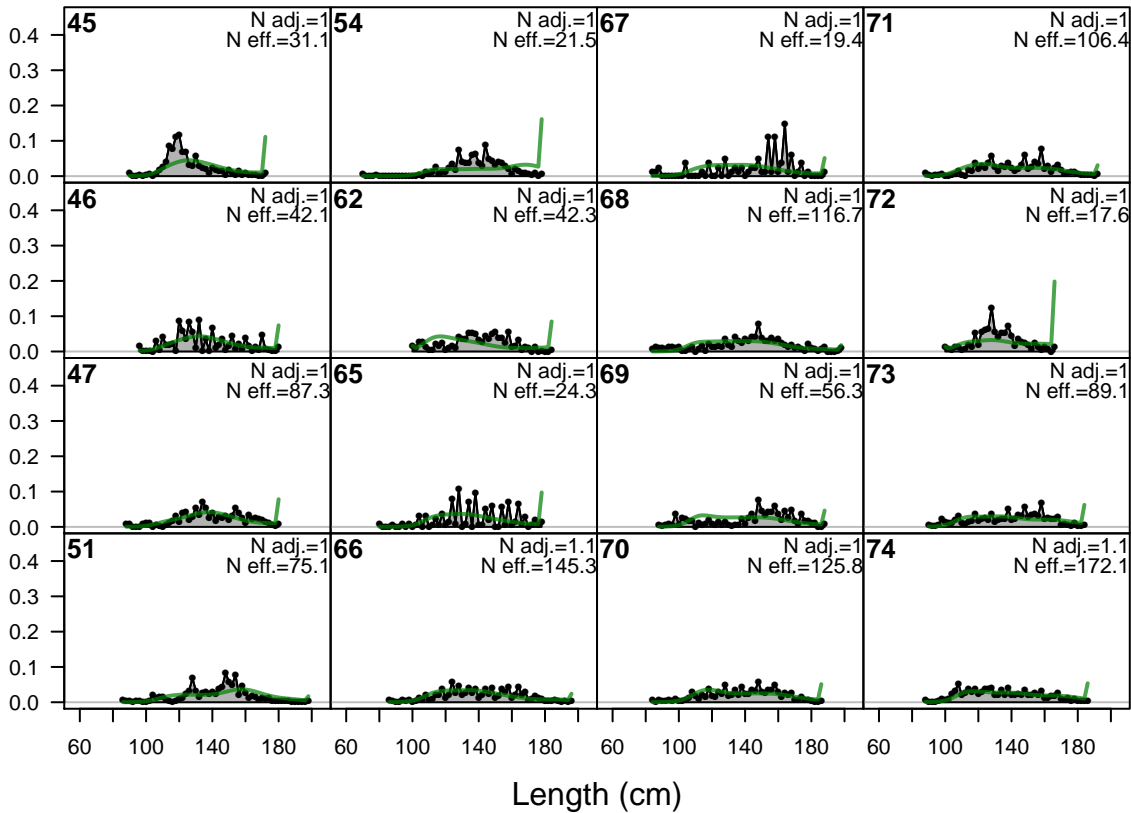 45 N adj.=1
N eff.=31.1
54 N adj.=1
N eff.=21.5
67 N adj.=1
N eff.=19.4
71 N adj.=1
N eff.=106.4
0.4
0.3
0.2
0.1
0.0
46 N adj.=1
N eff.=42.1
62 N adj.=1
N eff.=42.3
68 N adj.=1
N eff.=116.7
72 N adj.=1
N eff.=17.6
0.4
0.3
0.2
0.1
0.0
47 N adj.=1
N eff.=87.3
65 N adj.=1
N eff.=24.3
69 N adj.=1
N eff.=56.3
73 N adj.=1
N eff.=89.1
0.4
0.3
0.2
0.1
0.0
51 N adj.=1
N eff.=75.1
66 N adj.=1.1
N eff.=145.3
70 N adj.=1
N eff.=125.8
74 N adj.=1.1
N eff.=172.1
0.4
0.3
0.2
0.1
0.0
60 100 140 180 60 100 140 180 60 100 140 180 60 100 140 180
Length (cm)